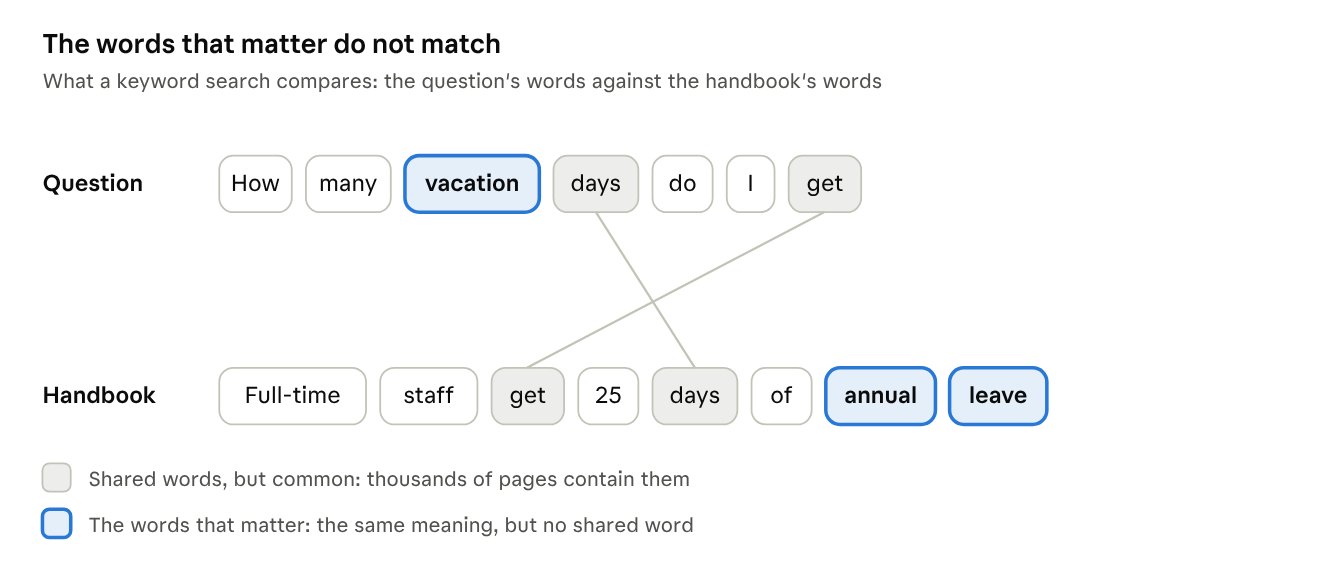 The words that matter do not match
What a keyword search compares: the question's words against the handbook's words
Question How many vacation days do I get
Handbook Full-time staff get 25 days of annual leave
Shared words, but common: thousands of pages contain them
The words that matter: the same meaning, but no shared word